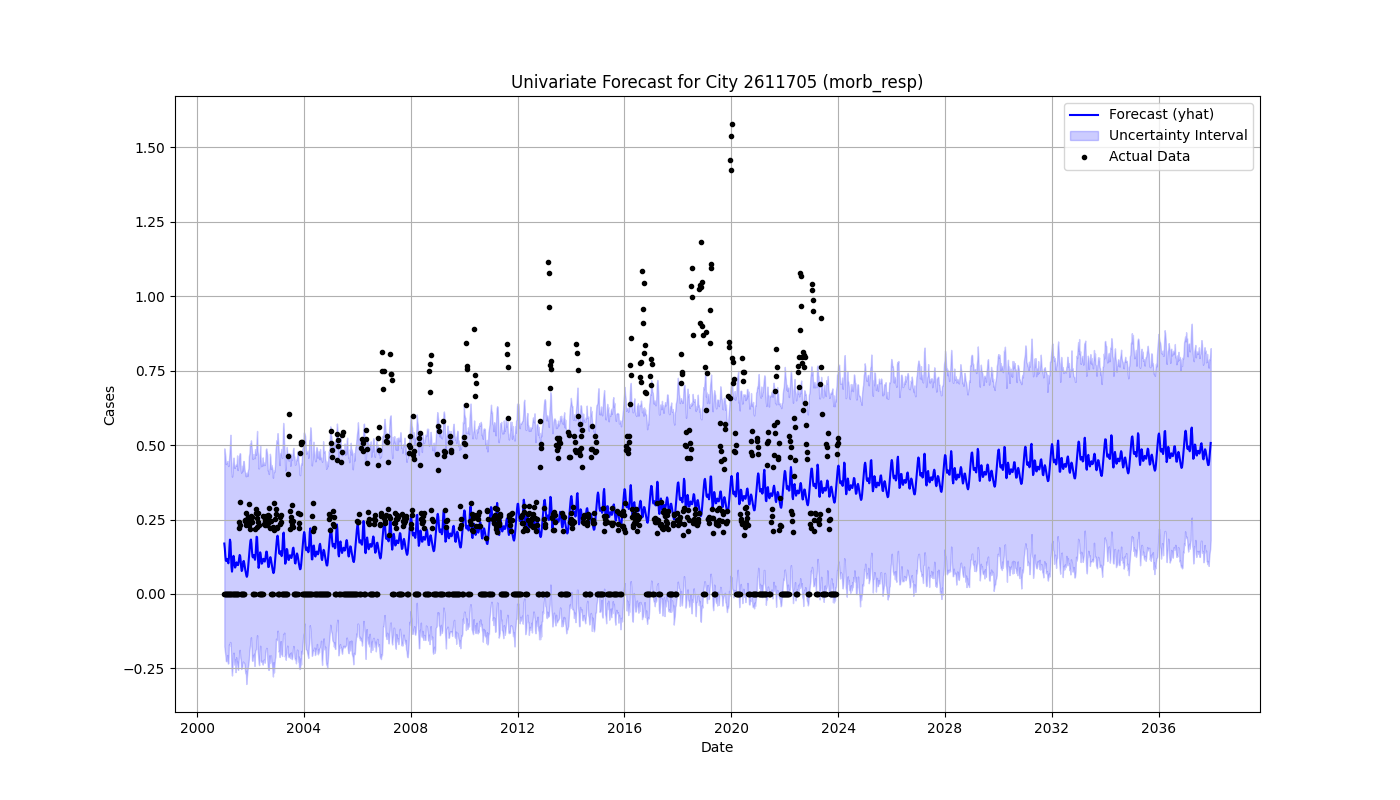 Univariate Forecast for City 2611705 (morb_resp)
Forecast (yhat)
Uncertainty Interval
Actual Data
1.50
1.25
1.00
0.75
0.50
0.25
0.00
−0.25
Cases
2000 2004 2008 2012 2016 2020 2024 2028 2032 2036
Date